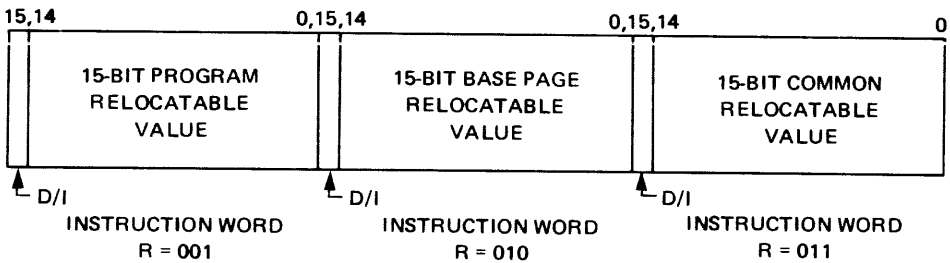 15,14 0,15,14 0,15,14 0
15-BIT PROGRAM
RELOCATABLE
VALUE
15-BIT BASE PAGE
RELOCATABLE
VALUE
15-BIT COMMON
RELOCATABLE
VALUE
D/I
D/I
D/I
INSTRUCTION WORD
R = 001
INSTRUCTION WORD
R = 010
INSTRUCTION WORD
R = 011